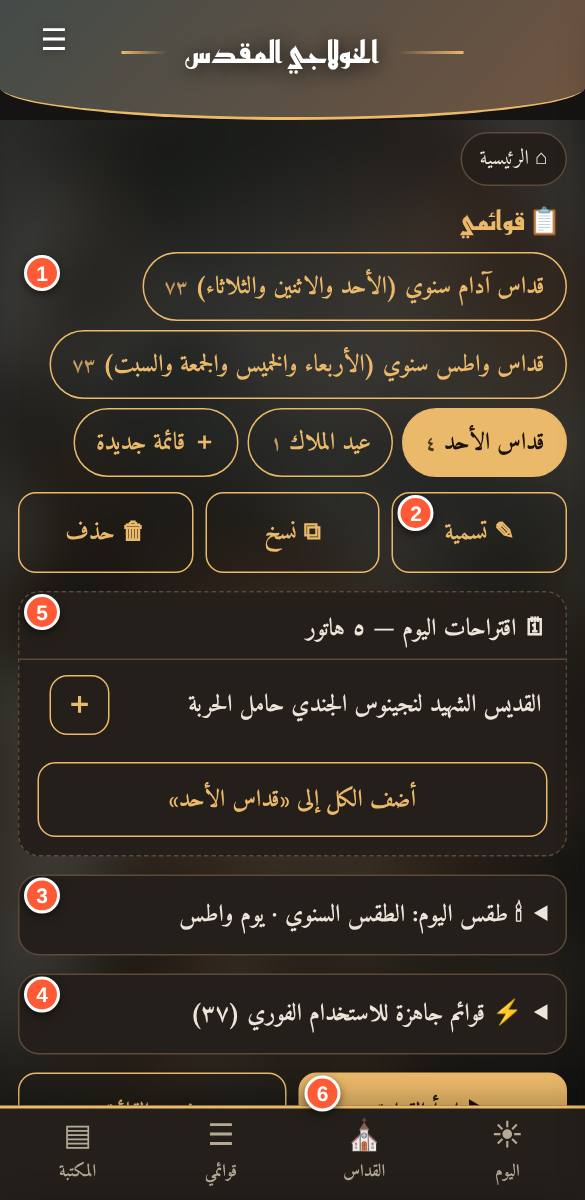 الخولاجي المقدس
الرئيسية
قوائمي
1
قداس آدام سنوي (الأحد والاثنين والثلاثاء) ٧٣
قداس واطس سنوي (الأربعاء والخميس والجمعة والسبت) ٧٣
قداس الأحد ٤ عيد الملاك ١ + قائمة جديدة
تسمية 2 نسخ حذف
5
اقتراحات اليوم — ٥ هاتور
القديس الشهيد لنجينوس الجندي حامل الحربة +
أضف الكل إلى «قداس الأحد»
3
طقس اليوم: الطقس السنوي · يوم واطس
4
قوائم جاهزة للاستخدام الفوري (٣٧)
6
اليوم القداس قوائمي المكتبة